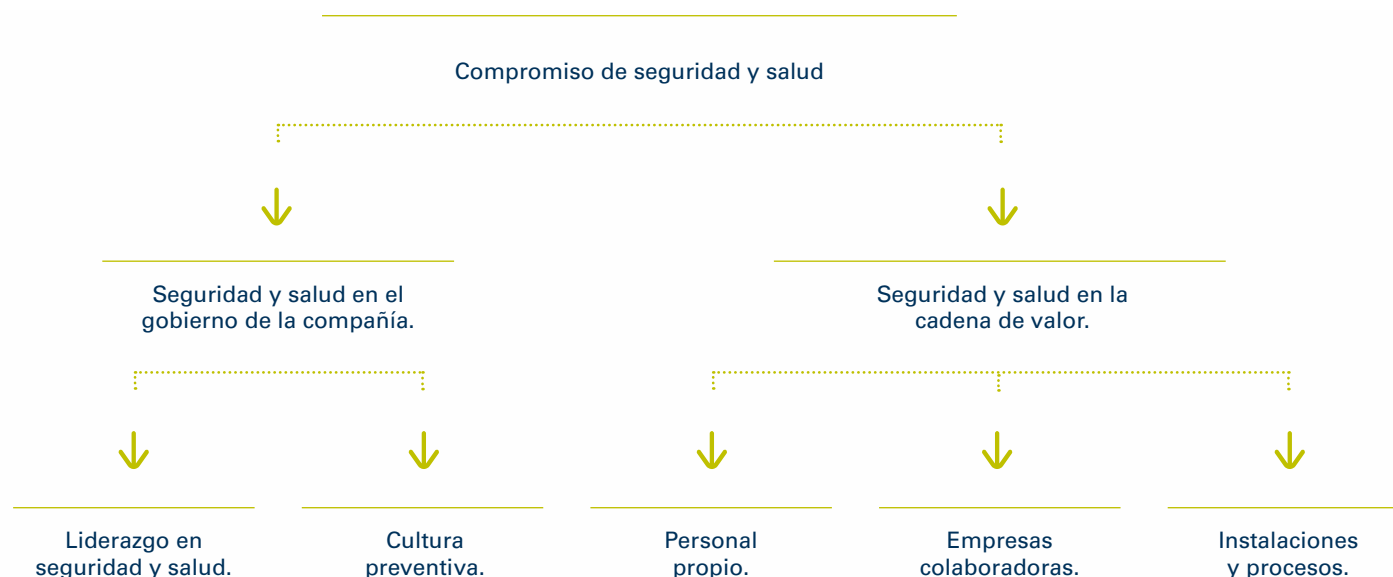 Compromiso de seguridad y salud
Seguridad y salud en el
gobierno de la compañía.
Seguridad y salud en la
cadena de valor.
Liderazgo en
seguridad y salud.
Cultura
preventiva.
Personal
propio.
Empresas
colaboradoras.
Instalaciones
y procesos.